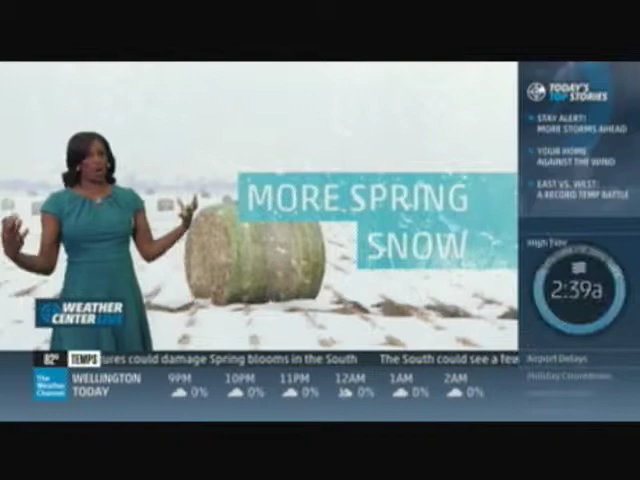 TODAY'S
TOP STORIES
STAY ALERT!
MORE STORMS AHEAD
YOUR HOME
AGAINST THE WIND
EAST VS. WEST:
A RECORD TEMP BATTLE
MORE SPRING
SNOW
High Tide
2:39a
WEATHER
CENTER LIVE
Airport Delays
82° TEMPS ures could damage Spring blooms in the South The South could see a few
The
Weather
Channel
WELLINGTON
TODAY
9PM 10PM 11PM 12AM 1AM 2AM
0% 0% 0% 0% 0% 0%